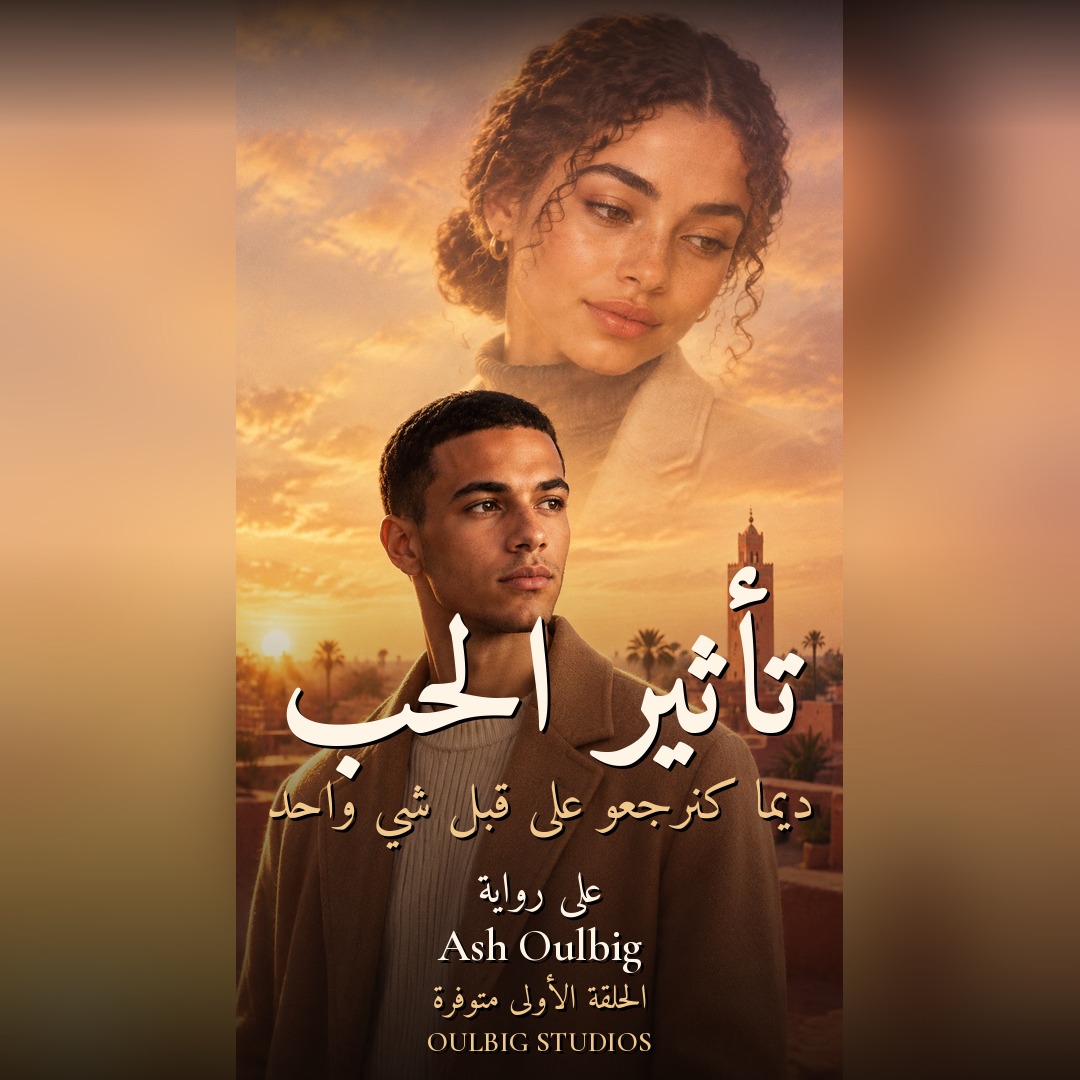 تأثير الحب
ديما كنرجعو على قبل شي واحد
على رواية
Ash Oulbig
الحلقة الأولى متوفرة
OULBIG STUDIOS